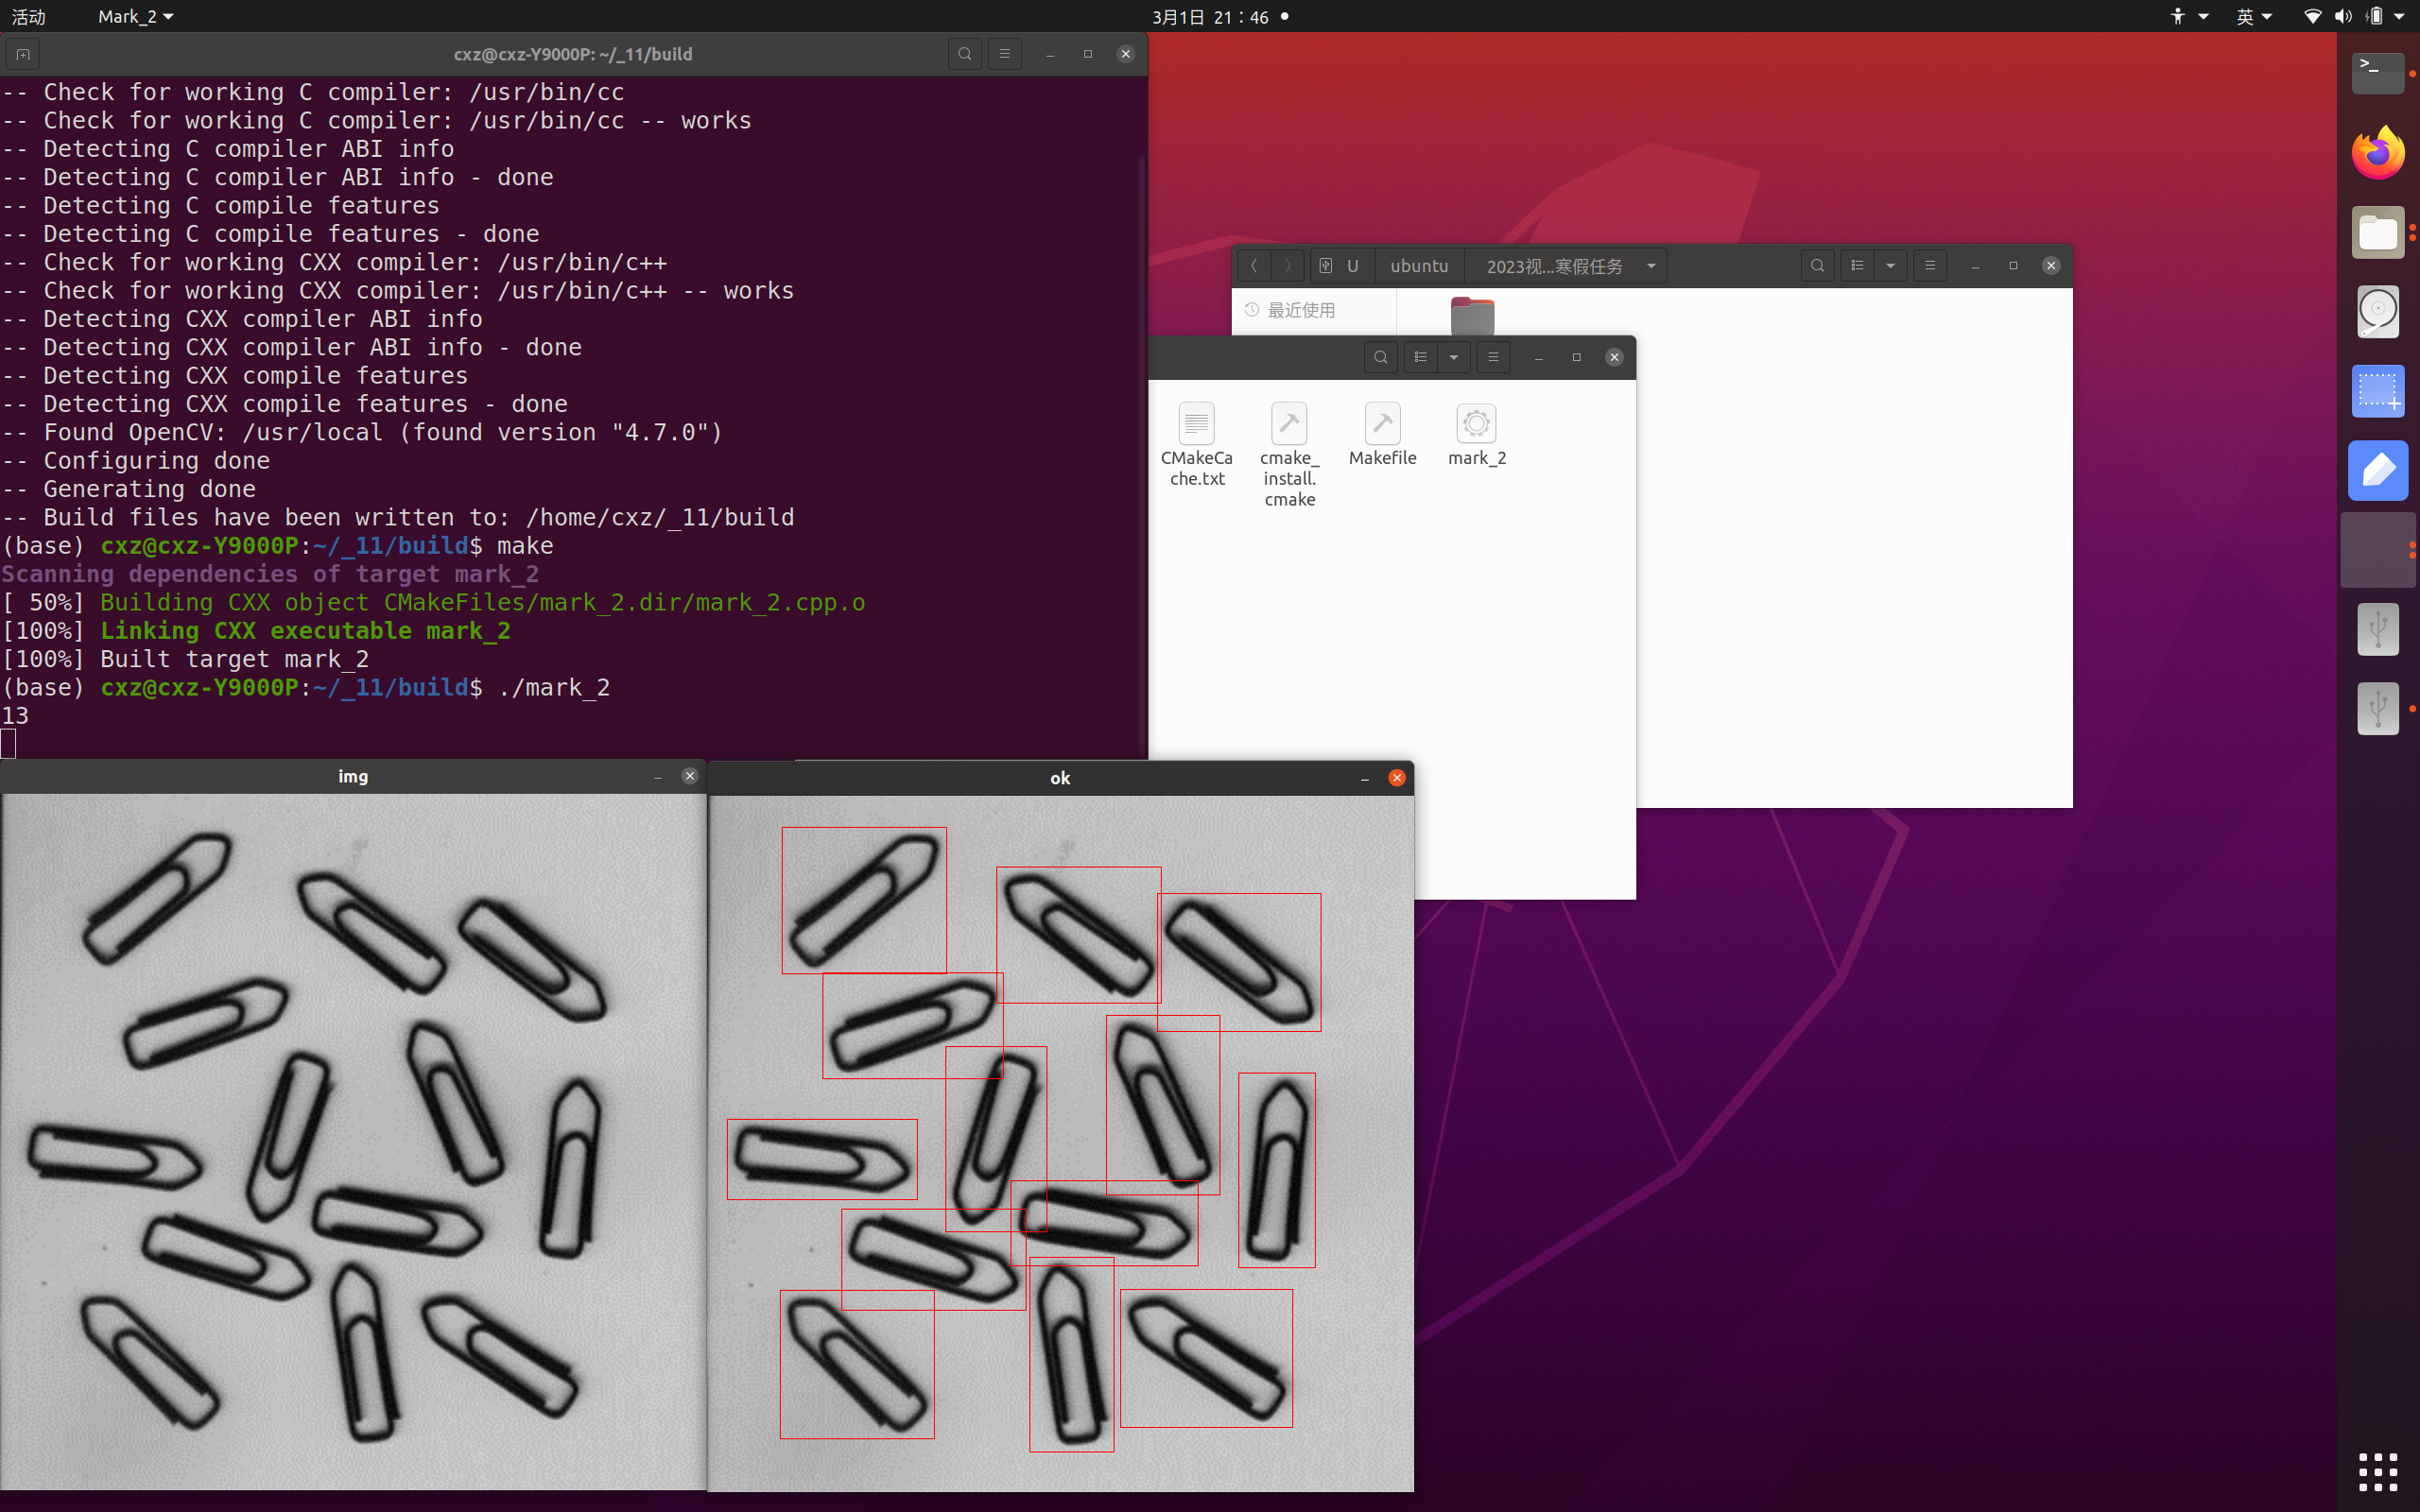 活动
Mark_2
3月1日 21：46
英
cxz@cxz-Y9000P: ~/_11/build
-- Check for working C compiler: /usr/bin/cc
-- Check for working C compiler: /usr/bin/cc -- works
-- Detecting C compiler ABI info
-- Detecting C compiler ABI info - done
-- Detecting C compile features
-- Detecting C compile features - done
-- Check for working CXX compiler: /usr/bin/c++
-- Check for working CXX compiler: /usr/bin/c++ -- works
-- Detecting CXX compiler ABI info
-- Detecting CXX compiler ABI info - done
-- Detecting CXX compile features
-- Detecting CXX compile features - done
-- Found OpenCV: /usr/local (found version "4.7.0")
-- Configuring done
-- Generating done
-- Build files have been written to: /home/cxz/_11/build
(base) cxz@cxz-Y9000P:~/_11/build$ make
Scanning dependencies of target mark_2
[ 50%] Building CXX object CMakeFiles/mark_2.dir/mark_2.cpp.o
[100%] Linking CXX executable mark_2
[100%] Built target mark_2
(base) cxz@cxz-Y9000P:~/_11/build$ ./mark_2
13
U
ubuntu
2023视...寒假任务
最近使用
CMakeCa
che.txt
cmake_
install.
cmake
Makefile
mark_2
img
ok